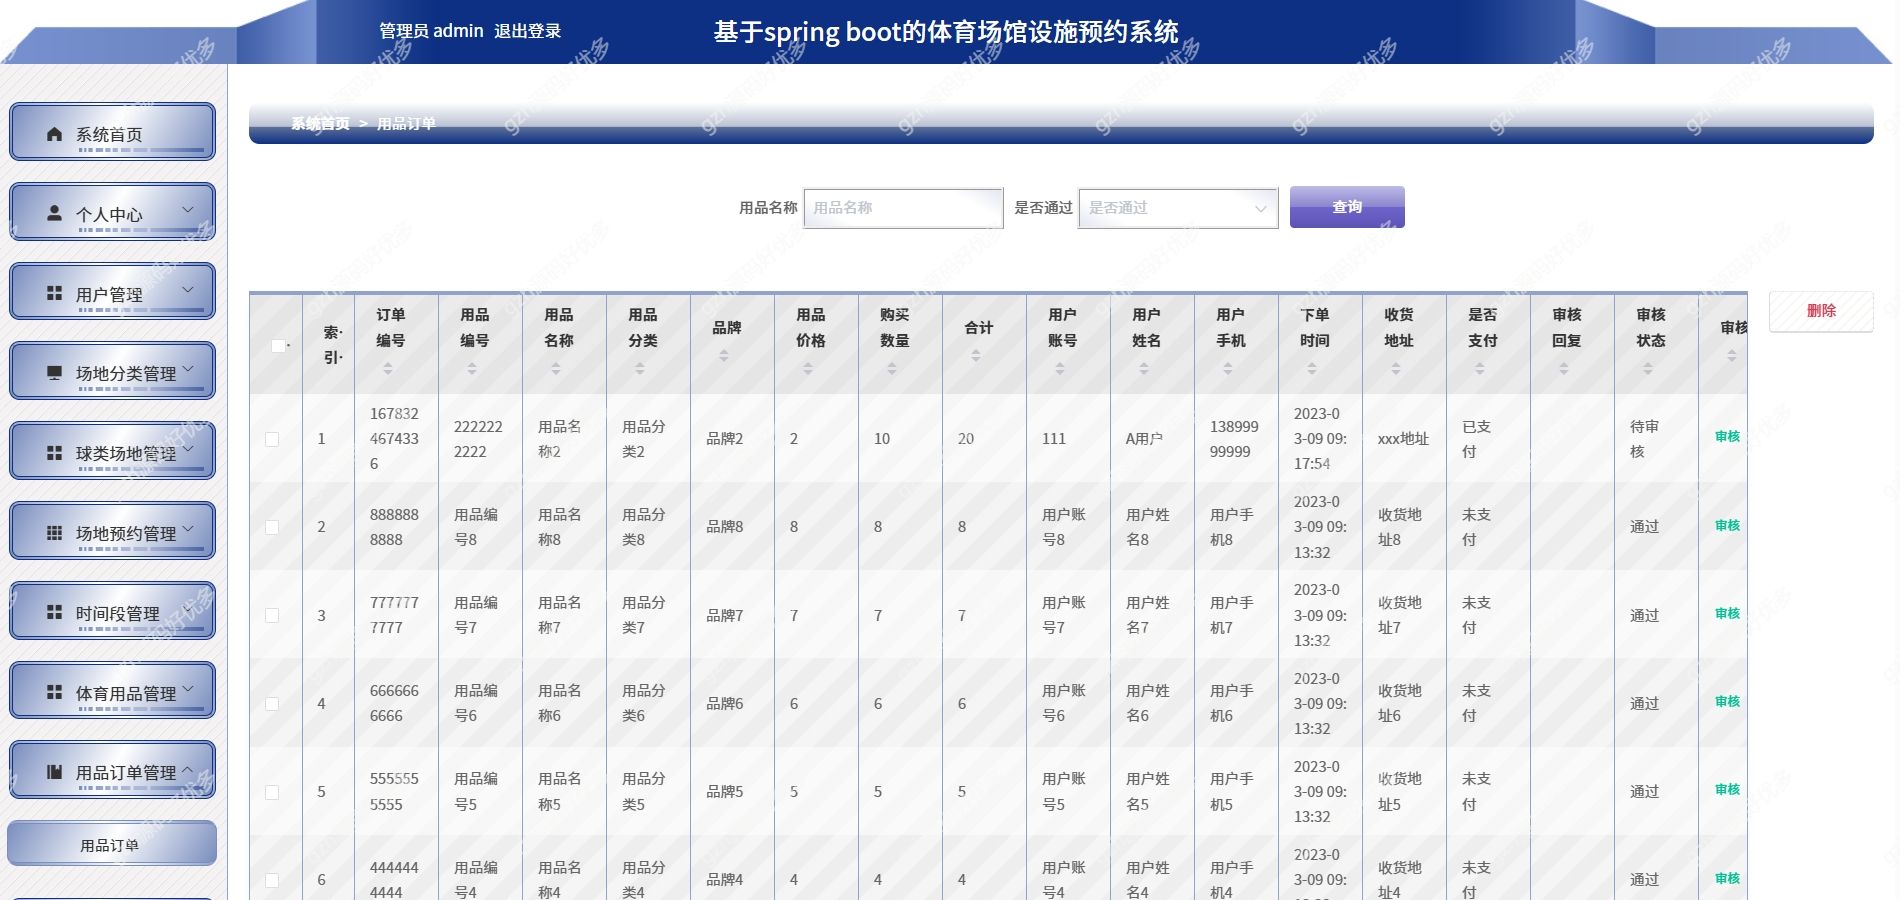 管理员 admin 退出登录
基于spring boot的体育场馆设施预约系统
系统首页
个人中心
用户管理
场地分类管理
球类场地管理
场地预约管理
时间段管理
体育用品管理
用品订单管理
用品订单
系统首页 > 用品订单
用品名称 用品名称 是否通过 是否通过 查询
删除
索引 订单编号 用品编号 用品名称 用品分类 品牌 用品价格 购买数量 合计 用户账号 用户姓名 用户手机 下单时间 收货地址 是否支付 审核回复 审核状态 审核
1 1678324674336 2222222222 用品名称2 用品分类2 品牌2 2 10 20 111 A用户 13899999999 2023-03-09 09:17:54 xxx地址 已支付 待审核 审核
2 8888888888 用品编号8 用品名称8 用品分类8 品牌8 8 8 8 用户账号8 用户姓名8 用户手机8 2023-03-09 09:13:32 收货地址8 未支付 通过 审核
3 7777777777 用品编号7 用品名称7 用品分类7 品牌7 7 7 7 用户账号7 用户姓名7 用户手机7 2023-03-09 09:13:32 收货地址7 未支付 通过 审核
4 6666666666 用品编号6 用品名称6 用品分类6 品牌6 6 6 6 用户账号6 用户姓名6 用户手机6 2023-03-09 09:13:32 收货地址6 未支付 通过 审核
5 5555555555 用品编号5 用品名称5 用品分类5 品牌5 5 5 5 用户账号5 用户姓名5 用户手机5 2023-03-09 09:13:32 收货地址5 未支付 通过 审核
6 4444444444 用品编号4 用品名称4 用品分类4 品牌4 4 4 4 用户账号4 用户姓名4 用户手机4 2023-03-09 09: 收货地址4 未支付 通过 审核